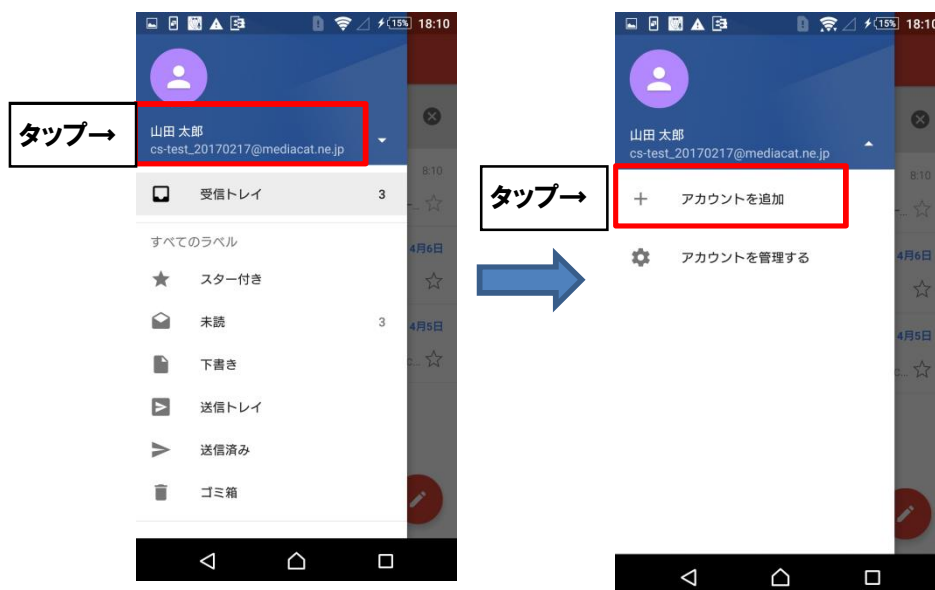 15% 18:10
タップ→
山田 太郎
cs-test_20170217@mediacat.ne.jp
受信トレイ 3
すべてのラベル
スター付き
未読 3
下書き
送信トレイ
送信済み
ゴミ箱
8:10
4月6日
4月5日
15% 18:10
山田 太郎
cs-test_20170217@mediacat.ne.jp
タップ→
アカウントを追加
アカウントを管理する
8:10
4月6日
4月5日